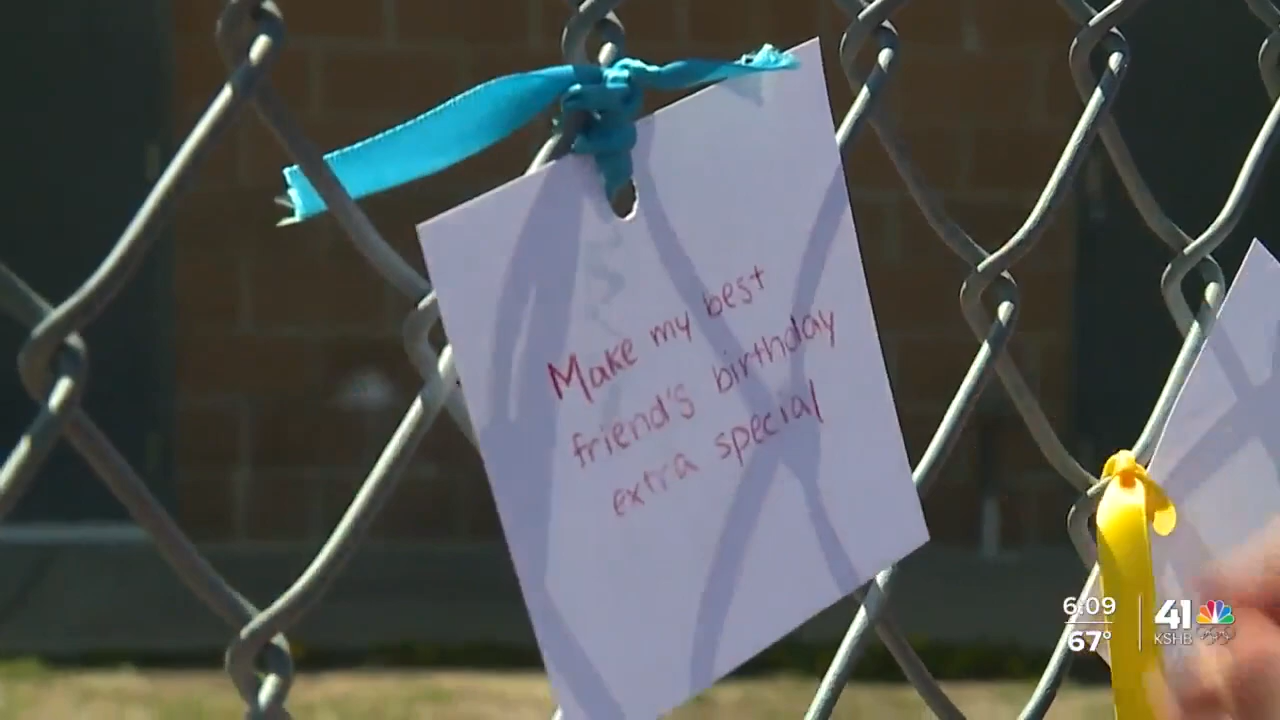 Make my best
friend's birthday
extra special
6:09
67°
41
KSHB